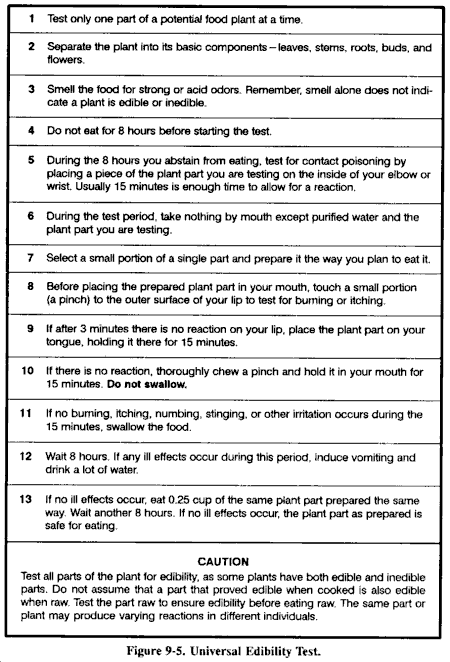 1 Test only one part of a potential food plant at a time.
2 Separate the plant into its basic components – leaves, stems, roots, buds, and
flowers.
3 Smell the food for strong or acid odors. Remember, smell alone does not indi-
cate a plant is edible or inedible.
4 Do not eat for 8 hours before starting the test.
5 During the 8 hours you abstain from eating, test for contact poisoning by
placing a piece of the plant part you are testing on the inside of your elbow or
wrist. Usually 15 minutes is enough time to allow for a reaction.
6 During the test period, take nothing by mouth except purified water and the
plant part you are testing.
7 Select a small portion of a single part and prepare it the way you plan to eat it.
8 Before placing the prepared plant part in your mouth, touch a small portion
(a pinch) to the outer surface of your lip to test for burning or itching.
9 If after 3 minutes there is no reaction on your lip, place the plant part on your
tongue, holding it there for 15 minutes.
10 If there is no reaction, thoroughly chew a pinch and hold it in your mouth for
15 minutes. Do not swallow.
11 If no burning, itching, numbing, stinging, or other irritation occurs during the
15 minutes, swallow the food.
12 Wait 8 hours. If any ill effects occur during this period, induce vomiting and
drink a lot of water.
13 If no ill effects occur, eat 0.25 cup of the same plant part prepared the same
way. Wait another 8 hours. If no ill effects occur, the plant part as prepared is
safe for eating.
CAUTION
Test all parts of the plant for edibility, as some plants have both edible and inedible
parts. Do not assume that a part that proved edible when cooked is also edible
when raw. Test the part raw to ensure edibility before eating raw. The same part or
plant may produce varying reactions in different individuals.
Figure 9-5. Universal Edibility Test.